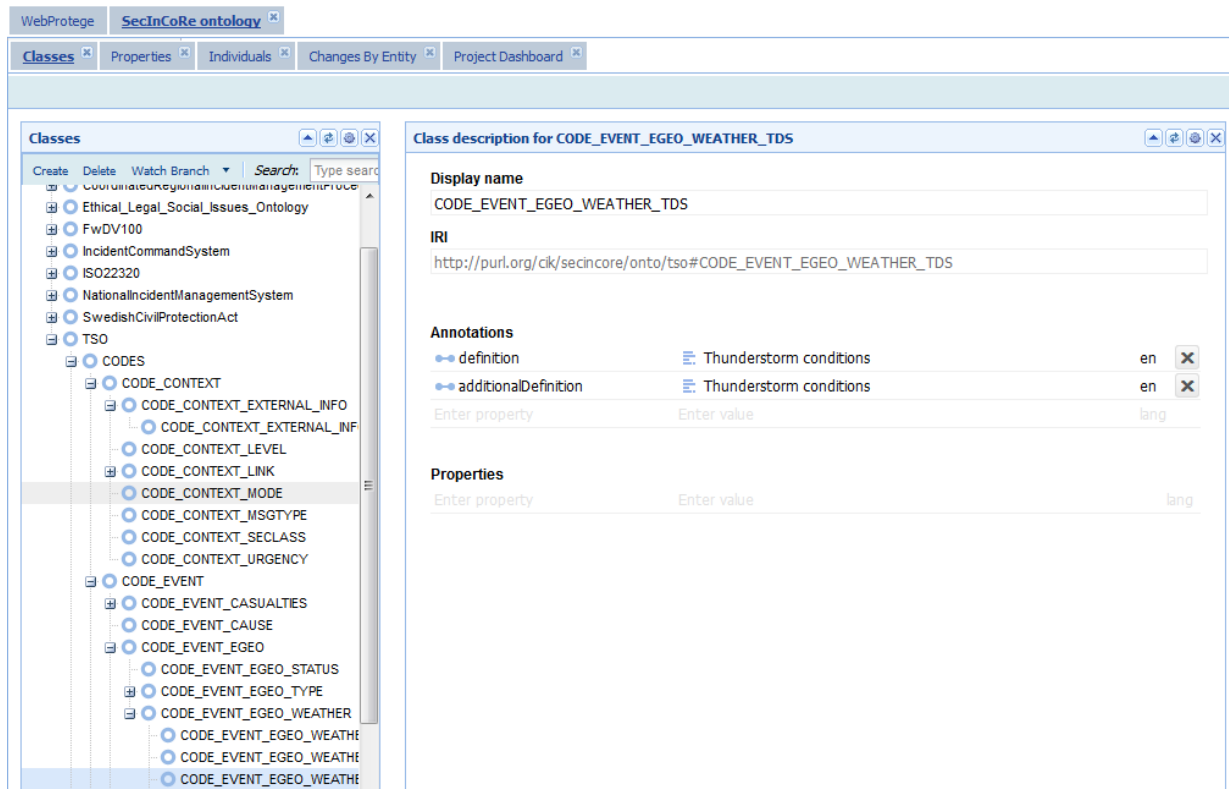 WebProtege SecInCoRe ontology
Classes Properties Individuals Changes By Entity Project Dashboard
Classes
Create Delete Watch Branch Search: Type searc
CoordinatedRegionalIncidentManagementProce
Ethical_Legal_Social_Issues_Ontology
FwDV100
IncidentCommandSystem
ISO22320
NationalIncidentManagementSystem
SwedishCivilProtectionAct
TSO
CODES
CODE_CONTEXT
CODE_CONTEXT_EXTERNAL_INFO
CODE_CONTEXT_EXTERNAL_INF
CODE_CONTEXT_LEVEL
CODE_CONTEXT_LINK
CODE_CONTEXT_MODE
CODE_CONTEXT_MSGTYPE
CODE_CONTEXT_SECLASS
CODE_CONTEXT_URGENCY
CODE_EVENT
CODE_EVENT_CASUALTIES
CODE_EVENT_CAUSE
CODE_EVENT_EGEO
CODE_EVENT_EGEO_STATUS
CODE_EVENT_EGEO_TYPE
CODE_EVENT_EGEO_WEATHER
CODE_EVENT_EGEO_WEATHE
CODE_EVENT_EGEO_WEATHE
CODE_EVENT_EGEO_WEATHE
Class description for CODE_EVENT_EGEO_WEATHER_TDS
Display name
CODE_EVENT_EGEO_WEATHER_TDS
IRI
http://purl.org/cik/secincore/onto/tso#CODE_EVENT_EGEO_WEATHER_TDS
Annotations
definition Thunderstorm conditions en
additionalDefinition Thunderstorm conditions en
Enter property Enter value lang
Properties
Enter property Enter value lang